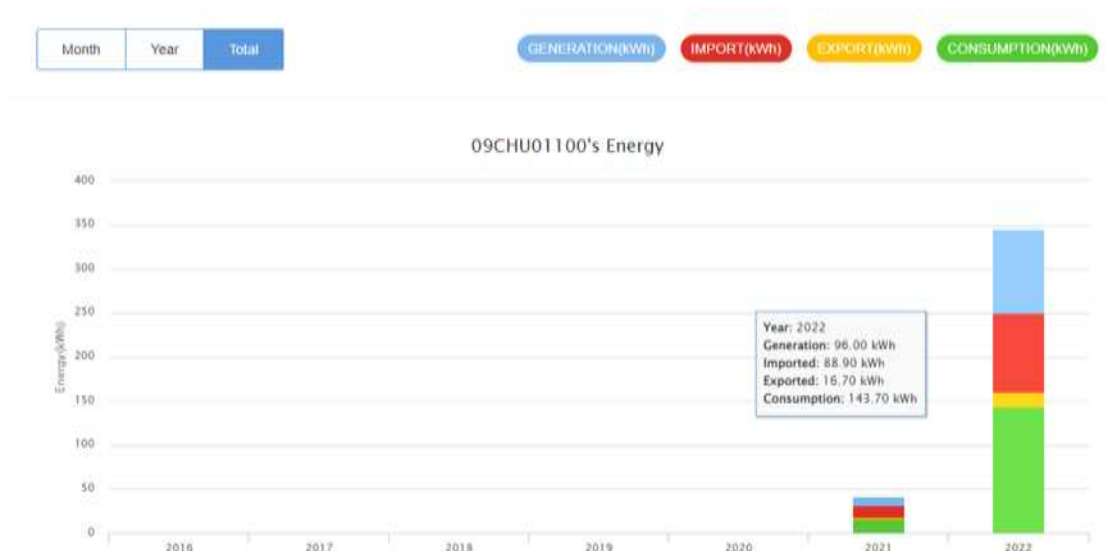 Month Year Total GENERATION(kWh) IMPORT(kWh) EXPORT(kWh) CONSUMPTION(kWh)
09CHU01100's Energy
400
350
300
250
200
150
100
50
0
Energy(kWh)
Year: 2022
Generation: 96.00 kWh
Imported: 88.90 kWh
Exported: 16.70 kWh
Consumption: 143.70 kWh
2016 2017 2018 2019 2020 2021 2022